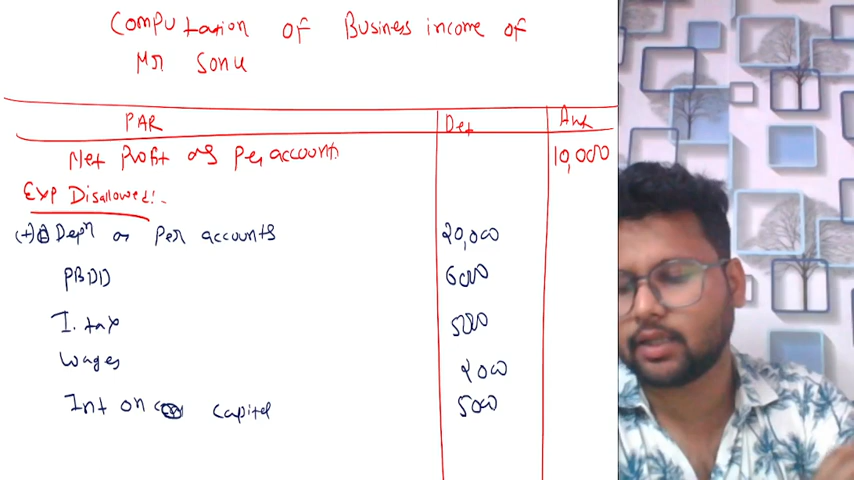 Computation of Business income of
Mr Sonu
PAR Det Amt
Net Profit as per accounts 10,000
Exp Disallowed:-
(+) Depn as Per accounts 20,000
PBDD 6000
I. tax 5000
Wages 2000
Int on capital 5000